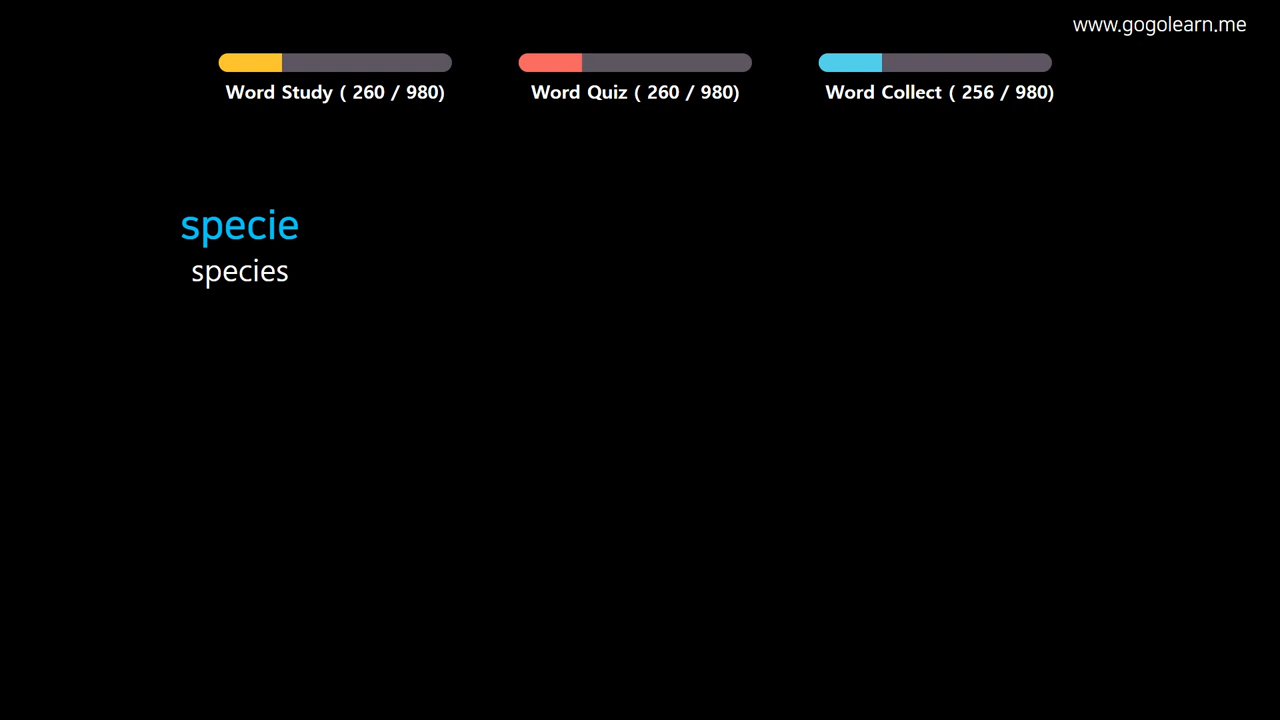 www.gogolearn.me
Word Study ( 260 / 980)
Word Quiz ( 260 / 980)
Word Collect ( 256 / 980)
specie
species